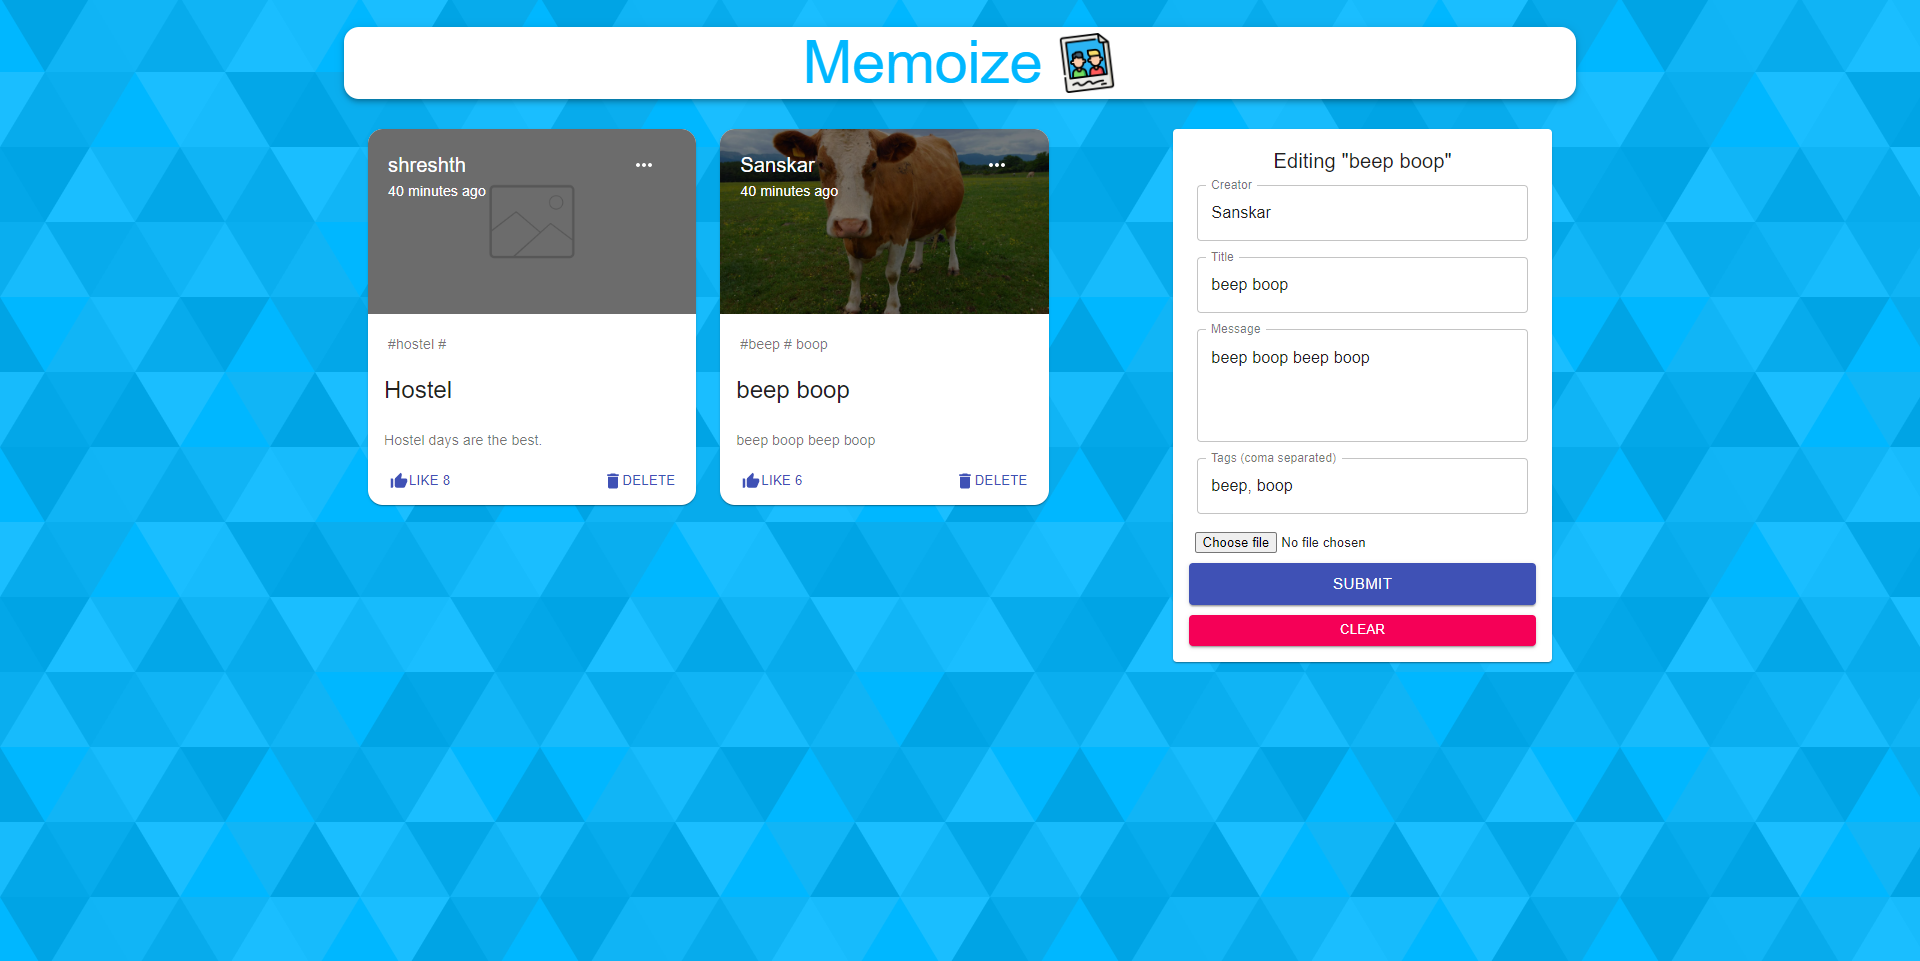 Memoize
shreshth
40 minutes ago
#hostel #
Hostel
Hostel days are the best.
LIKE 8
DELETE
Sanskar
40 minutes ago
#beep # boop
beep boop
beep boop beep boop
LIKE 6
DELETE
Editing "beep boop"
Creator
Sanskar
Title
beep boop
Message
beep boop beep boop
Tags (coma separated)
beep, boop
Choose file No file chosen
SUBMIT
CLEAR